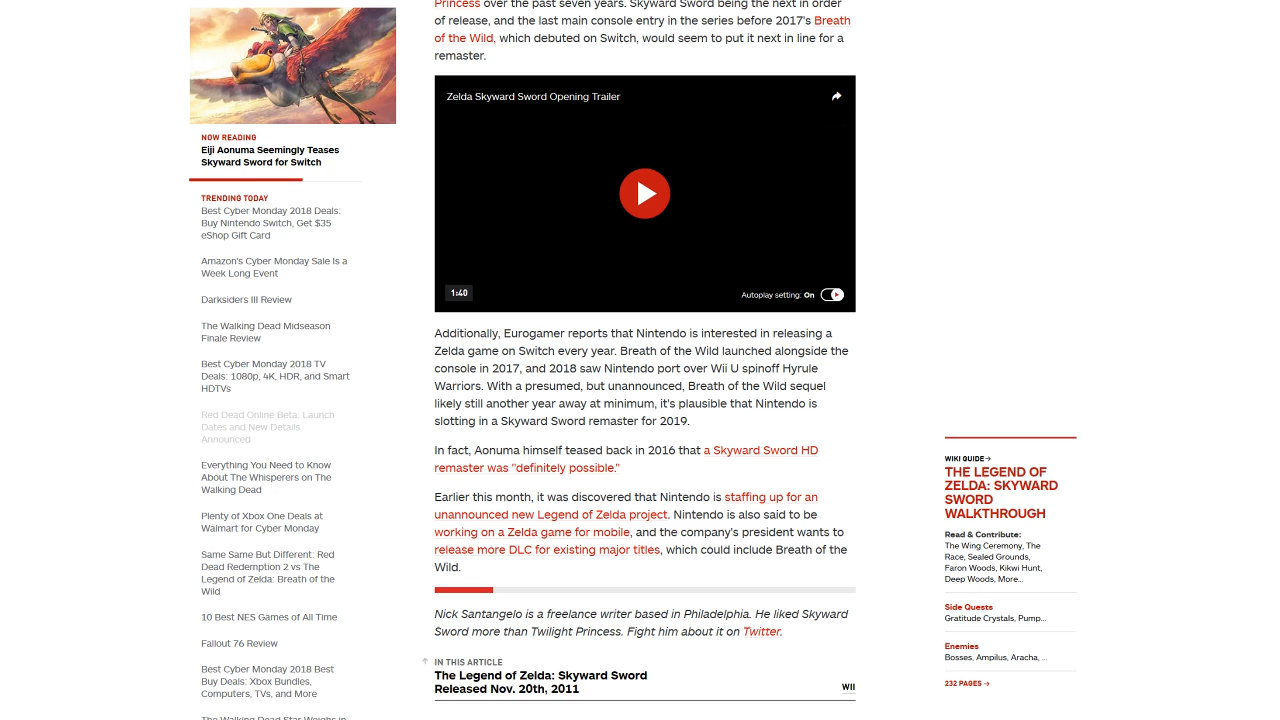 NOW READING
Eiji Aonuma Seemingly Teases
Skyward Sword for Switch
TRENDING TODAY
Best Cyber Monday 2018 Deals:
Buy Nintendo Switch, Get $35
eShop Gift Card
Amazon's Cyber Monday Sale Is a
Week Long Event
Darksiders III Review
The Walking Dead Midseason
Finale Review
Best Cyber Monday 2018 TV
Deals: 1080p, 4K, HDR, and Smart
HDTVs
Red Dead Online Beta: Launch
Dates and New Details
Announced
Everything You Need to Know
About The Whisperers on The
Walking Dead
Plenty of Xbox One Deals at
Walmart for Cyber Monday
Same Same But Different: Red
Dead Redemption 2 vs The
Legend of Zelda: Breath of the
Wild
10 Best NES Games of All Time
Fallout 76 Review
Best Cyber Monday 2018 Best
Buy Deals: Xbox Bundles,
Computers, TVs, and More
The Walking Dead Star Weighs in
Princess over the past seven years. Skyward Sword being the next in order
of release, and the last main console entry in the series before 2017's Breath
of the Wild, which debuted on Switch, would seem to put it next in line for a
remaster.
Zelda Skyward Sword Opening Trailer
1:40
Autoplay setting: On
Additionally, Eurogamer reports that Nintendo is interested in releasing a
Zelda game on Switch every year. Breath of the Wild launched alongside the
console in 2017, and 2018 saw Nintendo port over Wii U spinoff Hyrule
Warriors. With a presumed, but unannounced, Breath of the Wild sequel
likely still another year away at minimum, it's plausible that Nintendo is
slotting in a Skyward Sword remaster for 2019.
In fact, Aonuma himself teased back in 2016 that a Skyward Sword HD
remaster was "definitely possible."
Earlier this month, it was discovered that Nintendo is staffing up for an
unannounced new Legend of Zelda project. Nintendo is also said to be
working on a Zelda game for mobile, and the company's president wants to
release more DLC for existing major titles, which could include Breath of the
Wild.
Nick Santangelo is a freelance writer based in Philadelphia. He liked Skyward
Sword more than Twilight Princess. Fight him about it on Twitter.
IN THIS ARTICLE
The Legend of Zelda: Skyward Sword
Released Nov. 20th, 2011
WII
WIKI GUIDE
THE LEGEND OF
ZELDA: SKYWARD
SWORD
WALKTHROUGH
Read & Contribute:
The Wing Ceremony, The
Race, Sealed Grounds,
Faron Woods, Kikwi Hunt,
Deep Woods, More...
Side Quests
Gratitude Crystals, Pump...
Enemies
Bosses, Ampilus, Aracha, ...
232 PAGES